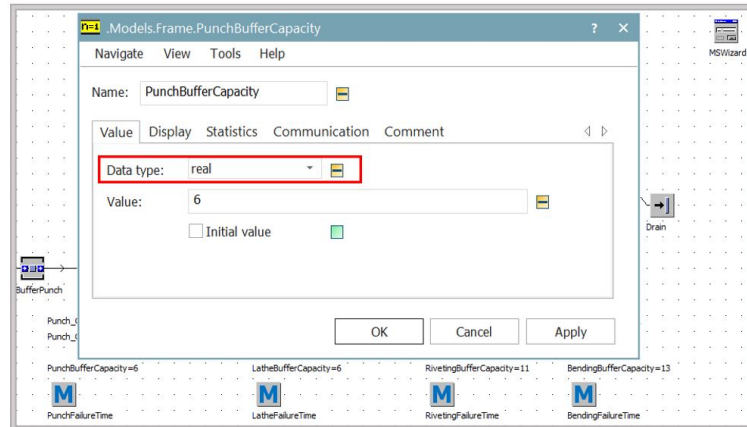 n=1 .Models.Frame.PunchBufferCapacity ? ×
MSWizard
Navigate View Tools Help
Name: PunchBufferCapacity
Value Display Statistics Communication Comment
Data type: real
Value: 6
Initial value
Drain
BufferPunch
OK Cancel Apply
Punch_
Punch_
PunchBufferCapacity=6 LatheBufferCapacity=6 RivetingBufferCapacity=11 BendingBufferCapacity=13
M M M M
PunchFailureTime LatheFailureTime RivetingFailureTime BendingFailureTime